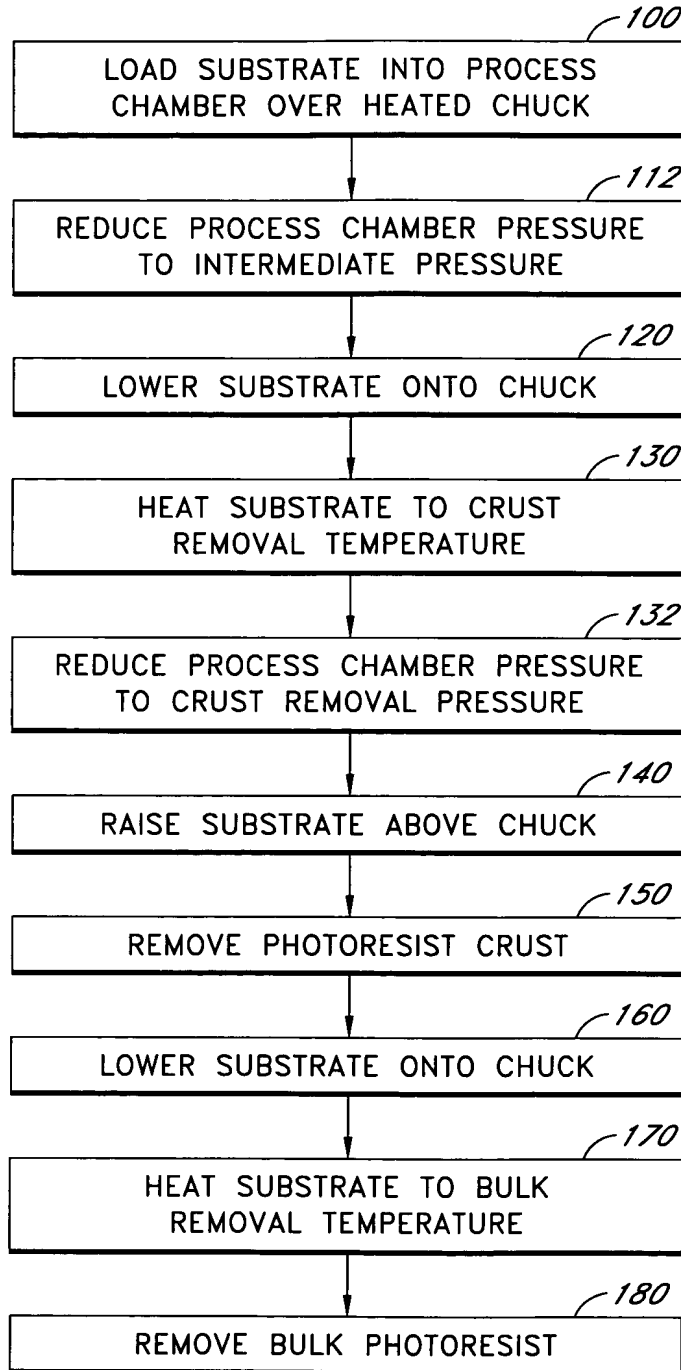 100
LOAD SUBSTRATE INTO PROCESS
CHAMBER OVER HEATED CHUCK
112
REDUCE PROCESS CHAMBER PRESSURE
TO INTERMEDIATE PRESSURE
120
LOWER SUBSTRATE ONTO CHUCK
130
HEAT SUBSTRATE TO CRUST
REMOVAL TEMPERATURE
132
REDUCE PROCESS CHAMBER PRESSURE
TO CRUST REMOVAL PRESSURE
140
RAISE SUBSTRATE ABOVE CHUCK
150
REMOVE PHOTORESIST CRUST
160
LOWER SUBSTRATE ONTO CHUCK
170
HEAT SUBSTRATE TO BULK
REMOVAL TEMPERATURE
180
REMOVE BULK PHOTORESIST